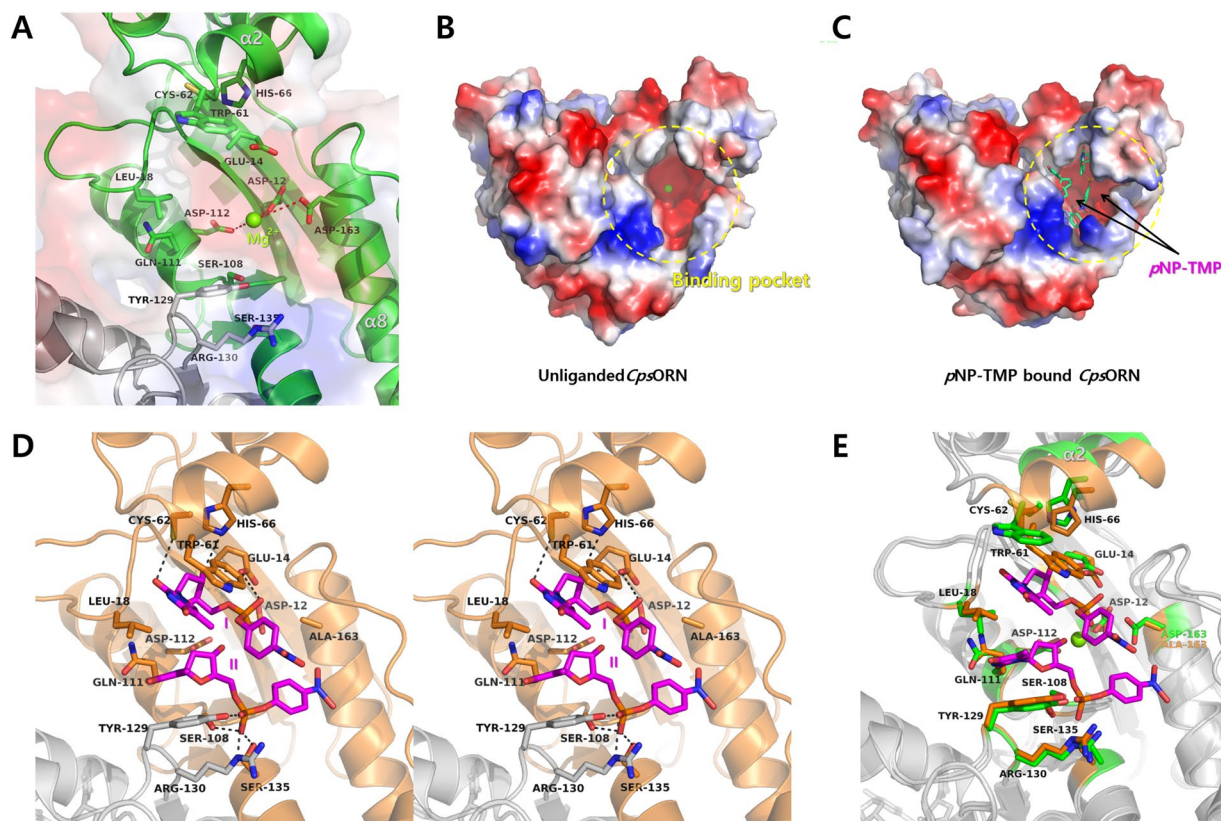 A
α2
CYS-62
HIS-66
TRP-61
GLU-14
LEU-18
ASP-12
ASP-112
Mg2+
ASP-163
GLN-111
SER-108
TYR-129
SER-135
ARG-130
α8
B
Binding pocket
Unliganded CpsORN
C
pNP-TMP
pNP-TMP bound CpsORN
D
CYS-62
HIS-66
TRP-61
GLU-14
LEU-18
ASP-12
I
ASP-112
ALA-163
II
GLN-111
TYR-129
SER-108
ARG-130
SER-135
CYS-62
HIS-66
TRP-61
GLU-14
LEU-18
ASP-12
I
ASP-112
ALA-163
II
GLN-111
TYR-129
SER-108
ARG-130
SER-135
E
α2
CYS-62
HIS-66
TRP-61
GLU-14
LEU-18
ASP-12
ASP-112
ASP-163
ALA-163
GLN-111
SER-108
TYR-129
SER-135
ARG-130